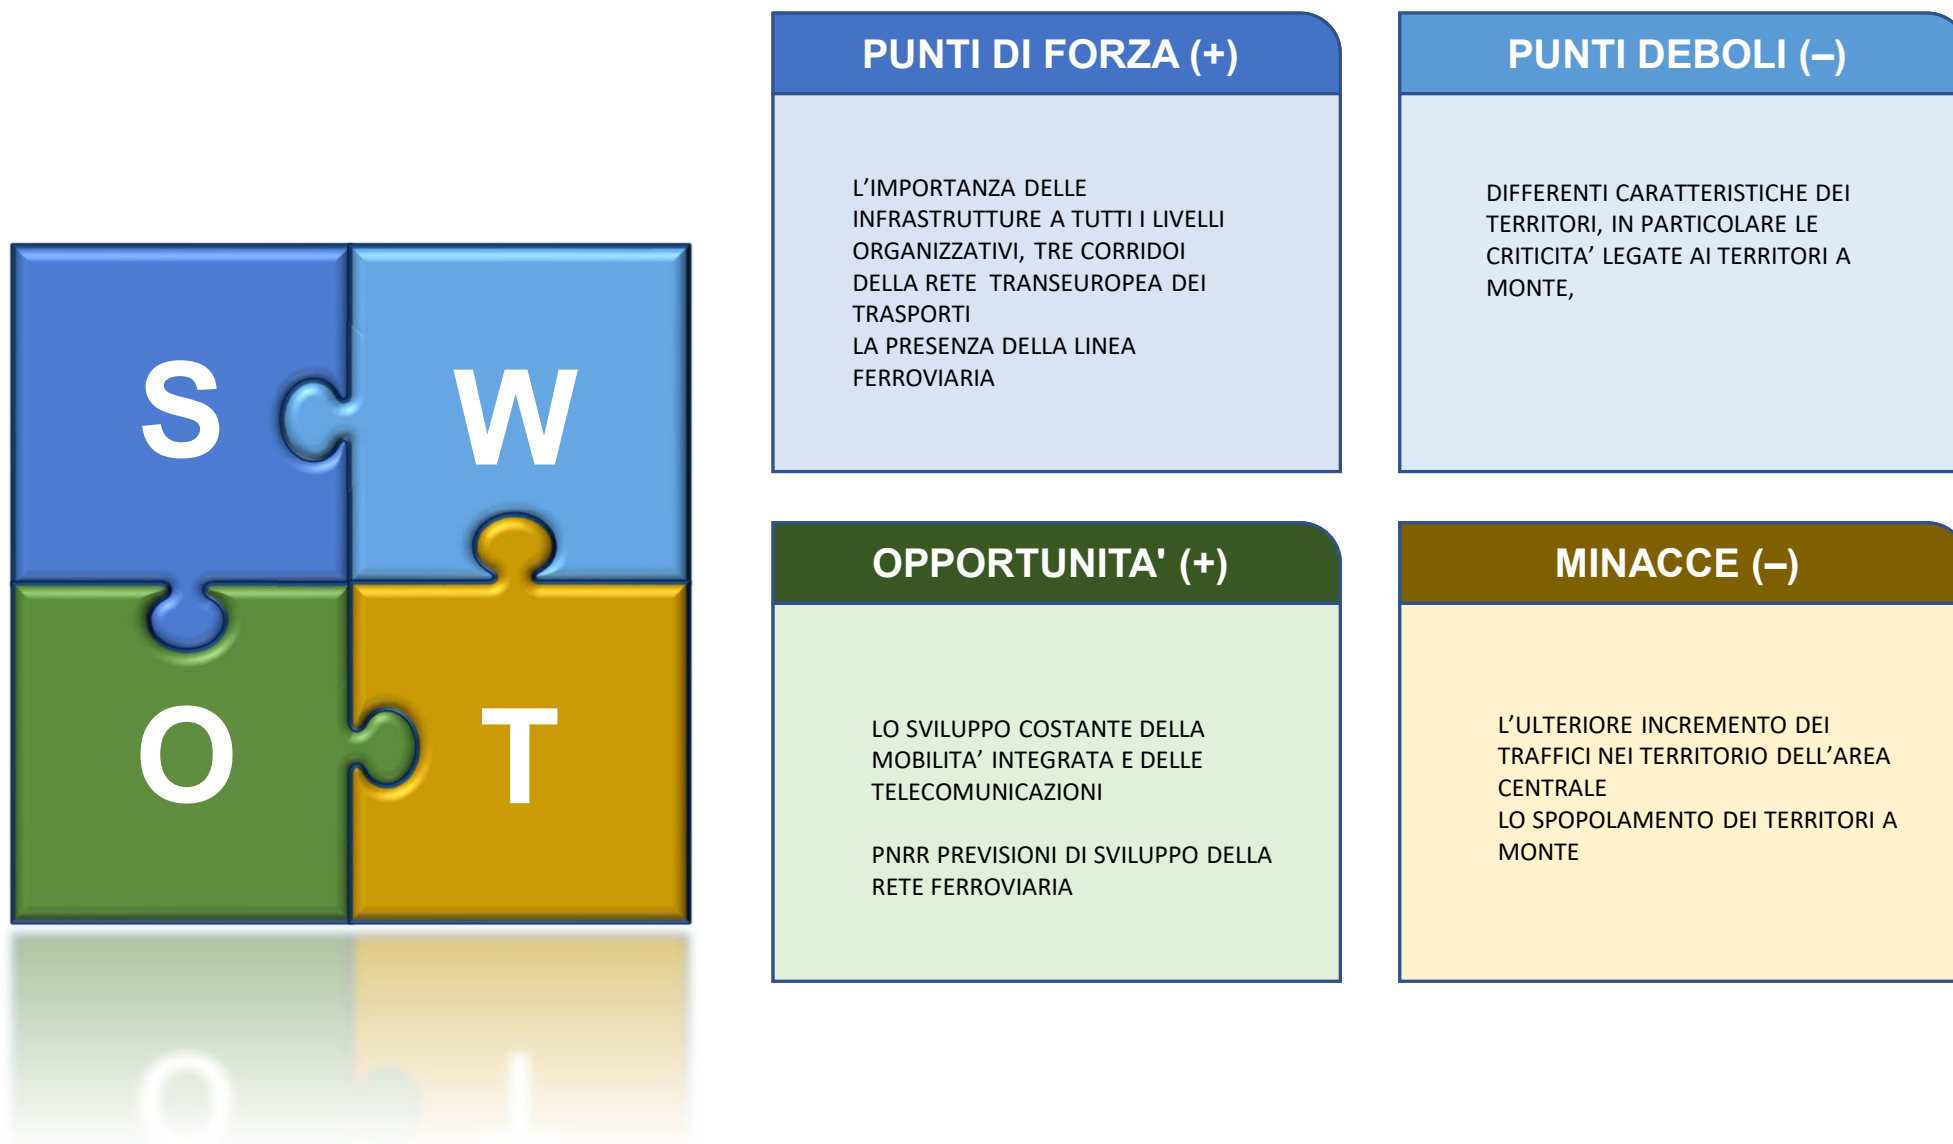 S
W
O
T
PUNTI DI FORZA (+)
L’IMPORTANZA DELLE
INFRASTRUTTURE A TUTTI I LIVELLI
ORGANIZZATIVI, TRE CORRIDOI
DELLA RETE TRANSEUROPEA DEI
TRASPORTI
LA PRESENZA DELLA LINEA
FERROVIARIA
PUNTI DEBOLI (–)
DIFFERENTI CARATTERISTICHE DEI
TERRITORI, IN PARTICOLARE LE
CRITICITA’ LEGATE AI TERRITORI A
MONTE,
OPPORTUNITA' (+)
LO SVILUPPO COSTANTE DELLA
MOBILITA’ INTEGRATA E DELLE
TELECOMUNICAZIONI
PNRR PREVISIONI DI SVILUPPO DELLA
RETE FERROVIARIA
MINACCE (–)
L’ULTERIORE INCREMENTO DEI
TRAFFICI NEI TERRITORIO DELL’AREA
CENTRALE
LO SPOPOLAMENTO DEI TERRITORI A
MONTE